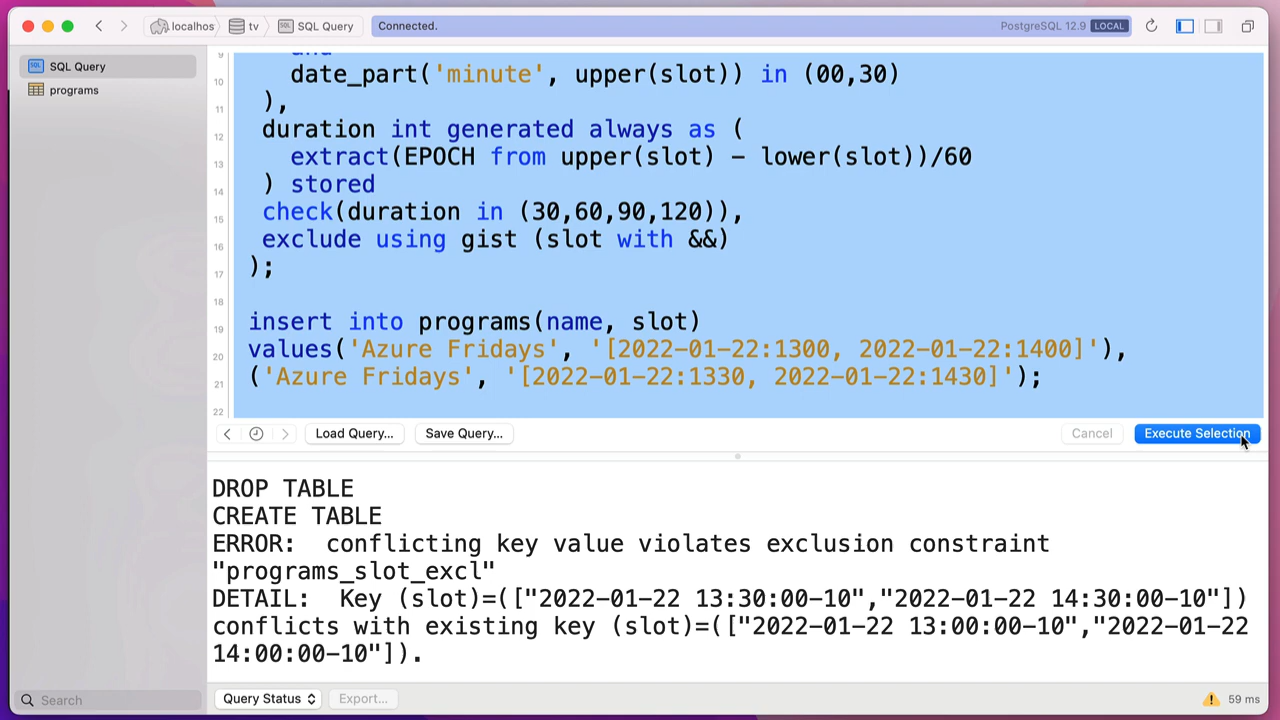 localhos
tv
SQL Query
Connected.
PostgreSQL 12.9 LOCAL
SQL Query
programs
9 and
10 date_part('minute', upper(slot)) in (00,30)
11 ),
12 duration int generated always as (
13 extract(EPOCH from upper(slot) - lower(slot))/60
14 ) stored
15 check(duration in (30,60,90,120)),
16 exclude using gist (slot with &&)
17 );
18
19 insert into programs(name, slot)
20 values('Azure Fridays', '[2022-01-22:1300, 2022-01-22:1400]'),
21 ('Azure Fridays', '[2022-01-22:1330, 2022-01-22:1430]');
22
Load Query...
Save Query...
Cancel
Execute Selection
DROP TABLE
CREATE TABLE
ERROR:  conflicting key value violates exclusion constraint
"programs_slot_excl"
DETAIL:  Key (slot)=(["2022-01-22 13:30:00-10","2022-01-22 14:30:00-10"])
conflicts with existing key (slot)=(["2022-01-22 13:00:00-10","2022-01-22
14:00:00-10"]).
Search
Query Status
Export...
59 ms